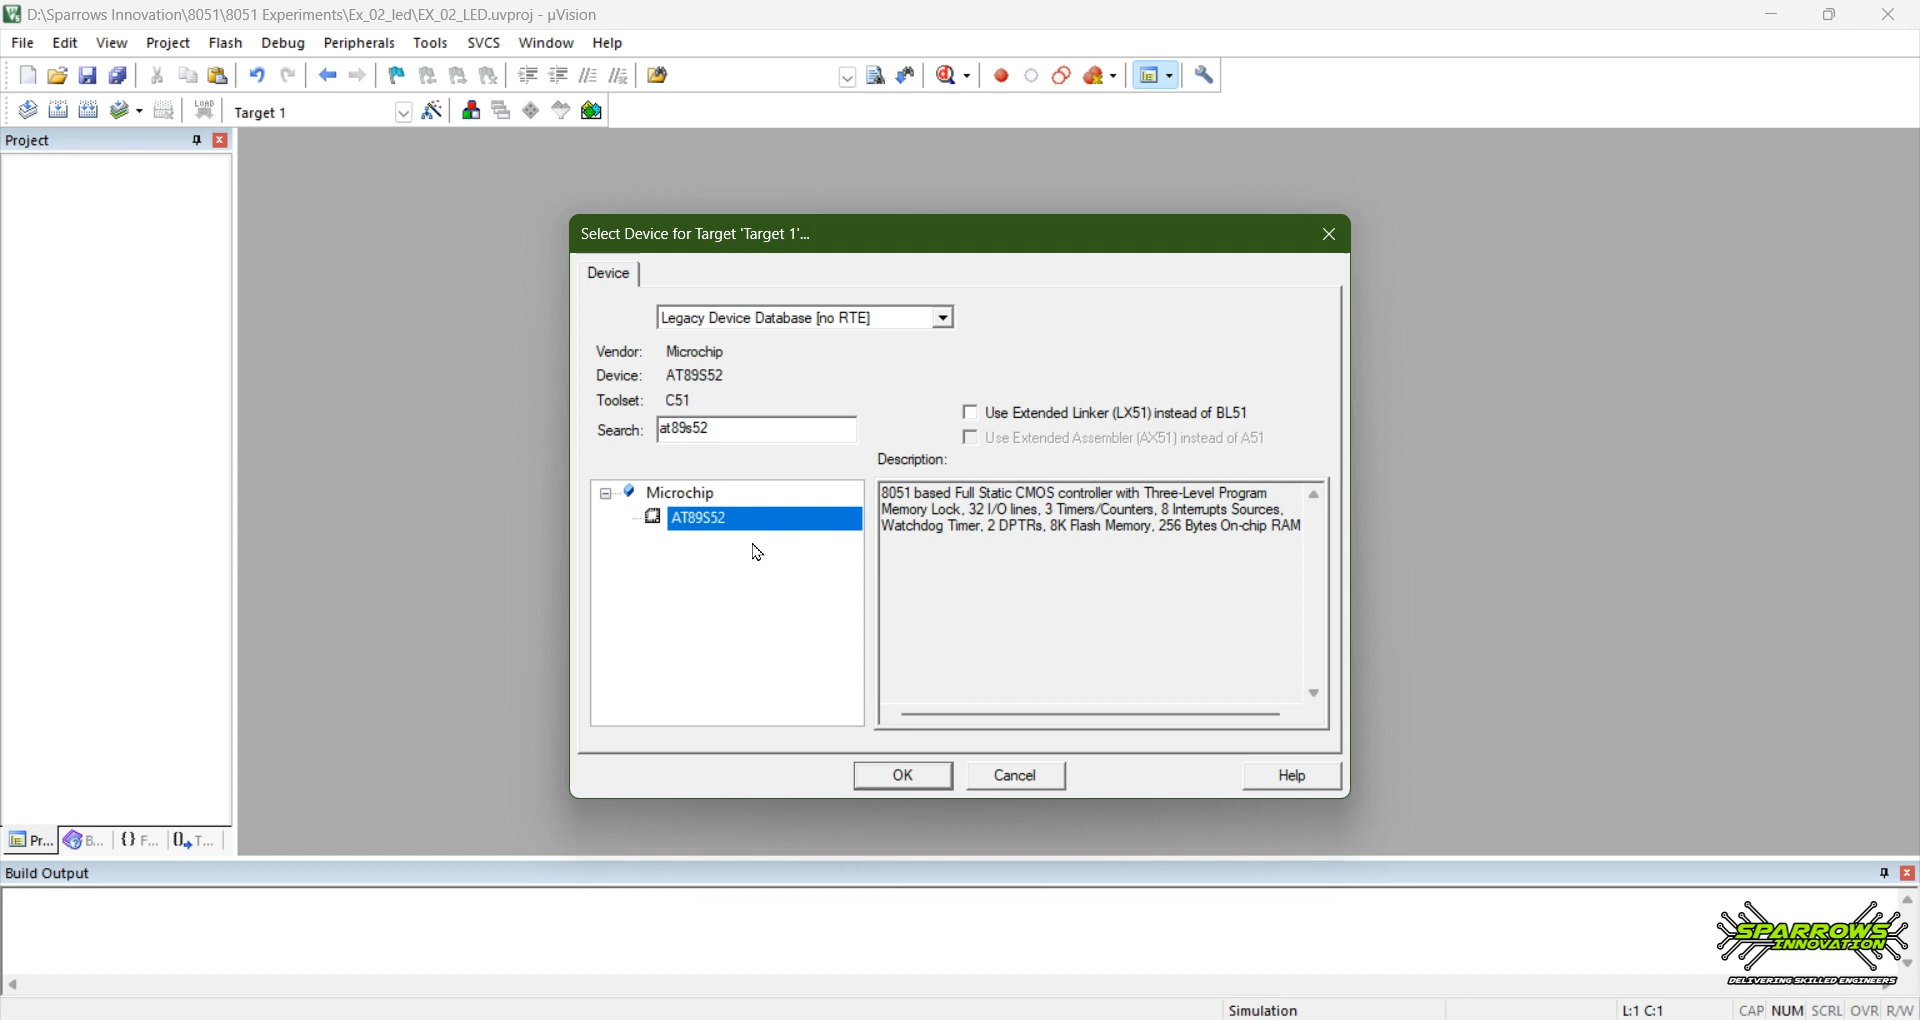 D:\Sparrows Innovation\8051\8051 Experiments\Ex_02_led\EX_02_LED.uvproj - µVision
File Edit View Project Flash Debug Peripherals Tools SVCS Window Help
LOAD Target 1
Project
Select Device for Target 'Target 1'...
Device
Legacy Device Database [no RTE]
Vendor: Microchip
Device: AT89S52
Toolset: C51
Search: at89s52
Use Extended Linker (LX51) instead of BL51
Use Extended Assembler (AX51) instead of A51
Description:
Microchip
AT89S52
8051 based Full Static CMOS controller with Three-Level Program
Memory Lock, 32 I/O lines, 3 Timers/Counters, 8 Interrupts Sources,
Watchdog Timer, 2 DPTRs, 8K Flash Memory, 256 Bytes On-chip RAM
OK Cancel Help
Pr... B... {} F... T...
Build Output
SPARROWS
INNOVATION
DELIVERING SKILLED ENGINEERS
Simulation L:1 C:1 CAP NUM SCRL OVR R/W